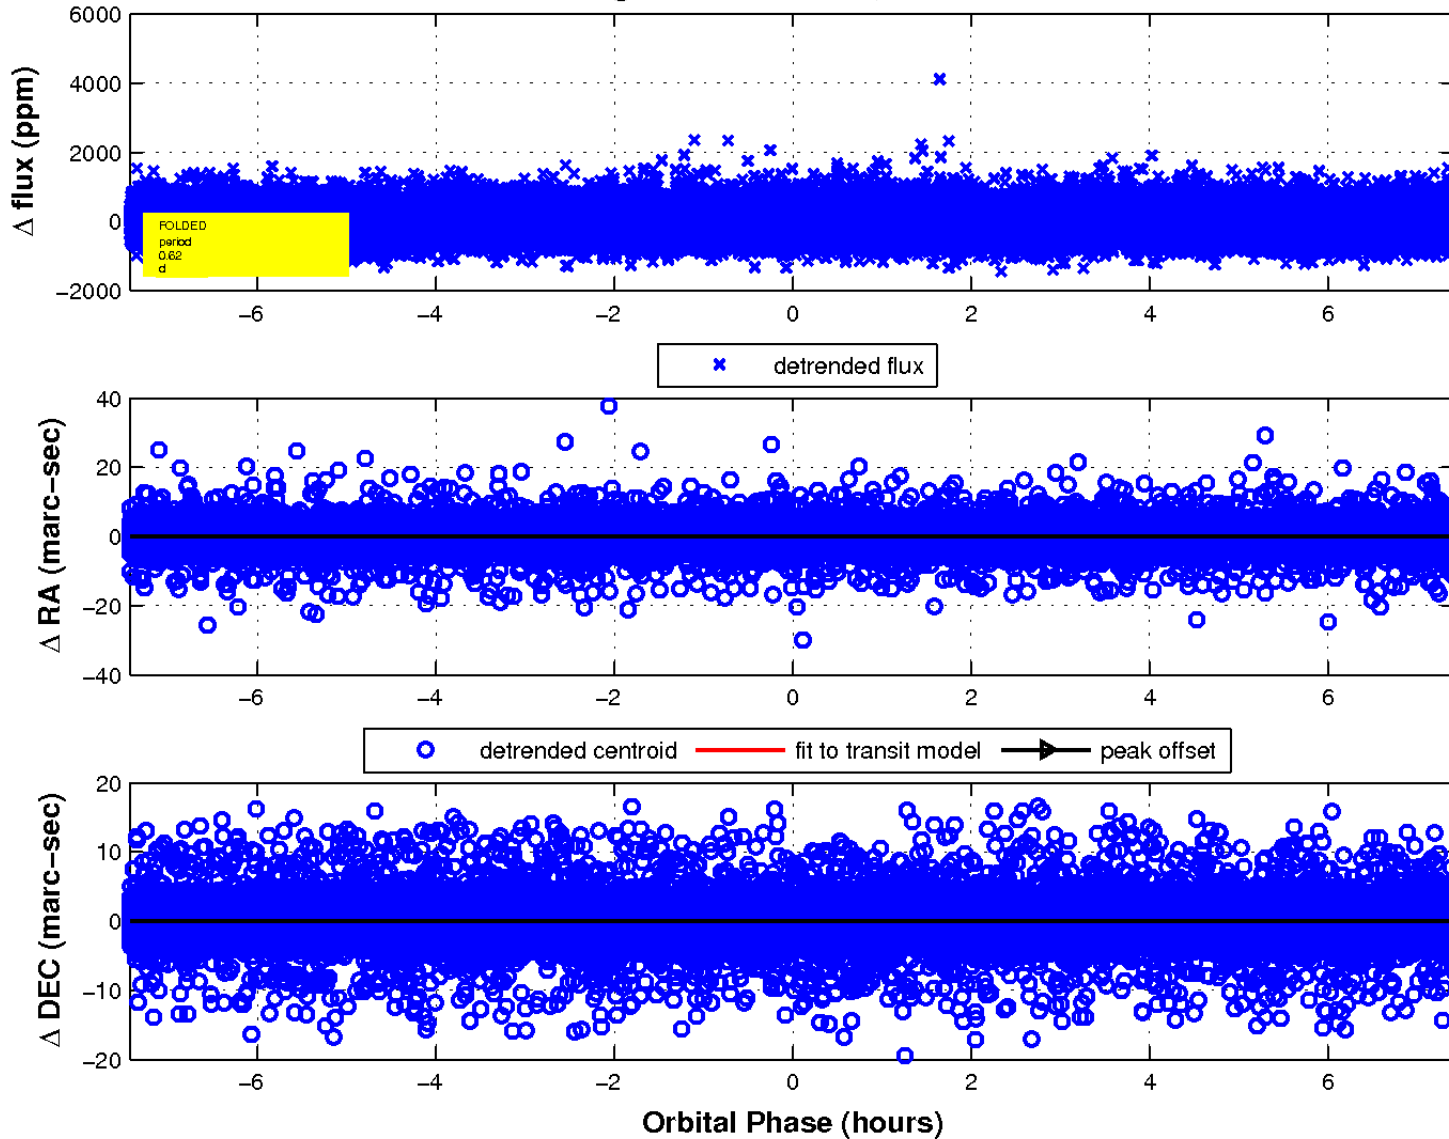 6000
4000
2000
0
−2000
Δ flux (ppm)
FOLDED
period
0.62
d
−6 −4 −2 0 2 4 6
detrended flux
40
20
0
−20
−40
Δ RA (marc−sec)
−6 −4 −2 0 2 4 6
detrended centroid fit to transit model peak offset
20
10
0
−10
−20
Δ DEC (marc−sec)
−6 −4 −2 0 2 4 6
Orbital Phase (hours)